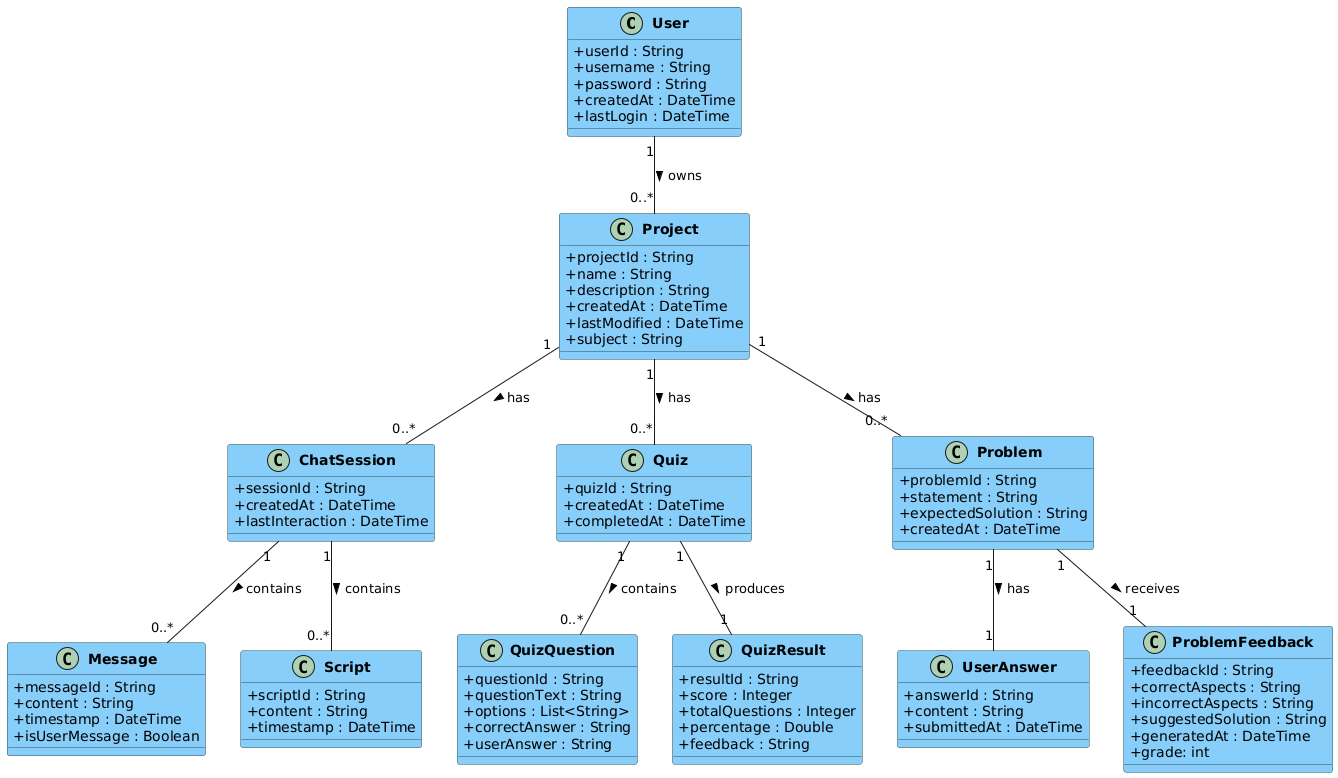 C User
+userId : String
+username : String
+password : String
+createdAt : DateTime
+lastLogin : DateTime
1
owns
0..*
C Project
+projectId : String
+name : String
+description : String
+createdAt : DateTime
+lastModified : DateTime
+subject : String
1
1
1
has
has
has
0..*
0..*
0..*
C ChatSession
+sessionId : String
+createdAt : DateTime
+lastInteraction : DateTime
C Quiz
+quizId : String
+createdAt : DateTime
+completedAt : DateTime
C Problem
+problemId : String
+statement : String
+expectedSolution : String
+createdAt : DateTime
1
1
1
1
1
1
contains
contains
contains
produces
has
receives
0..*
0..*
0..*
1
1
1
C Message
+messageId : String
+content : String
+timestamp : DateTime
+isUserMessage : Boolean
C Script
+scriptId : String
+content : String
+timestamp : DateTime
C QuizQuestion
+questionId : String
+questionText : String
+options : List<String>
+correctAnswer : String
+userAnswer : String
C QuizResult
+resultId : String
+score : Integer
+totalQuestions : Integer
+percentage : Double
+feedback : String
C UserAnswer
+answerId : String
+content : String
+submittedAt : DateTime
C ProblemFeedback
+feedbackId : String
+correctAspects : String
+incorrectAspects : String
+suggestedSolution : String
+generatedAt : DateTime
+grade: int